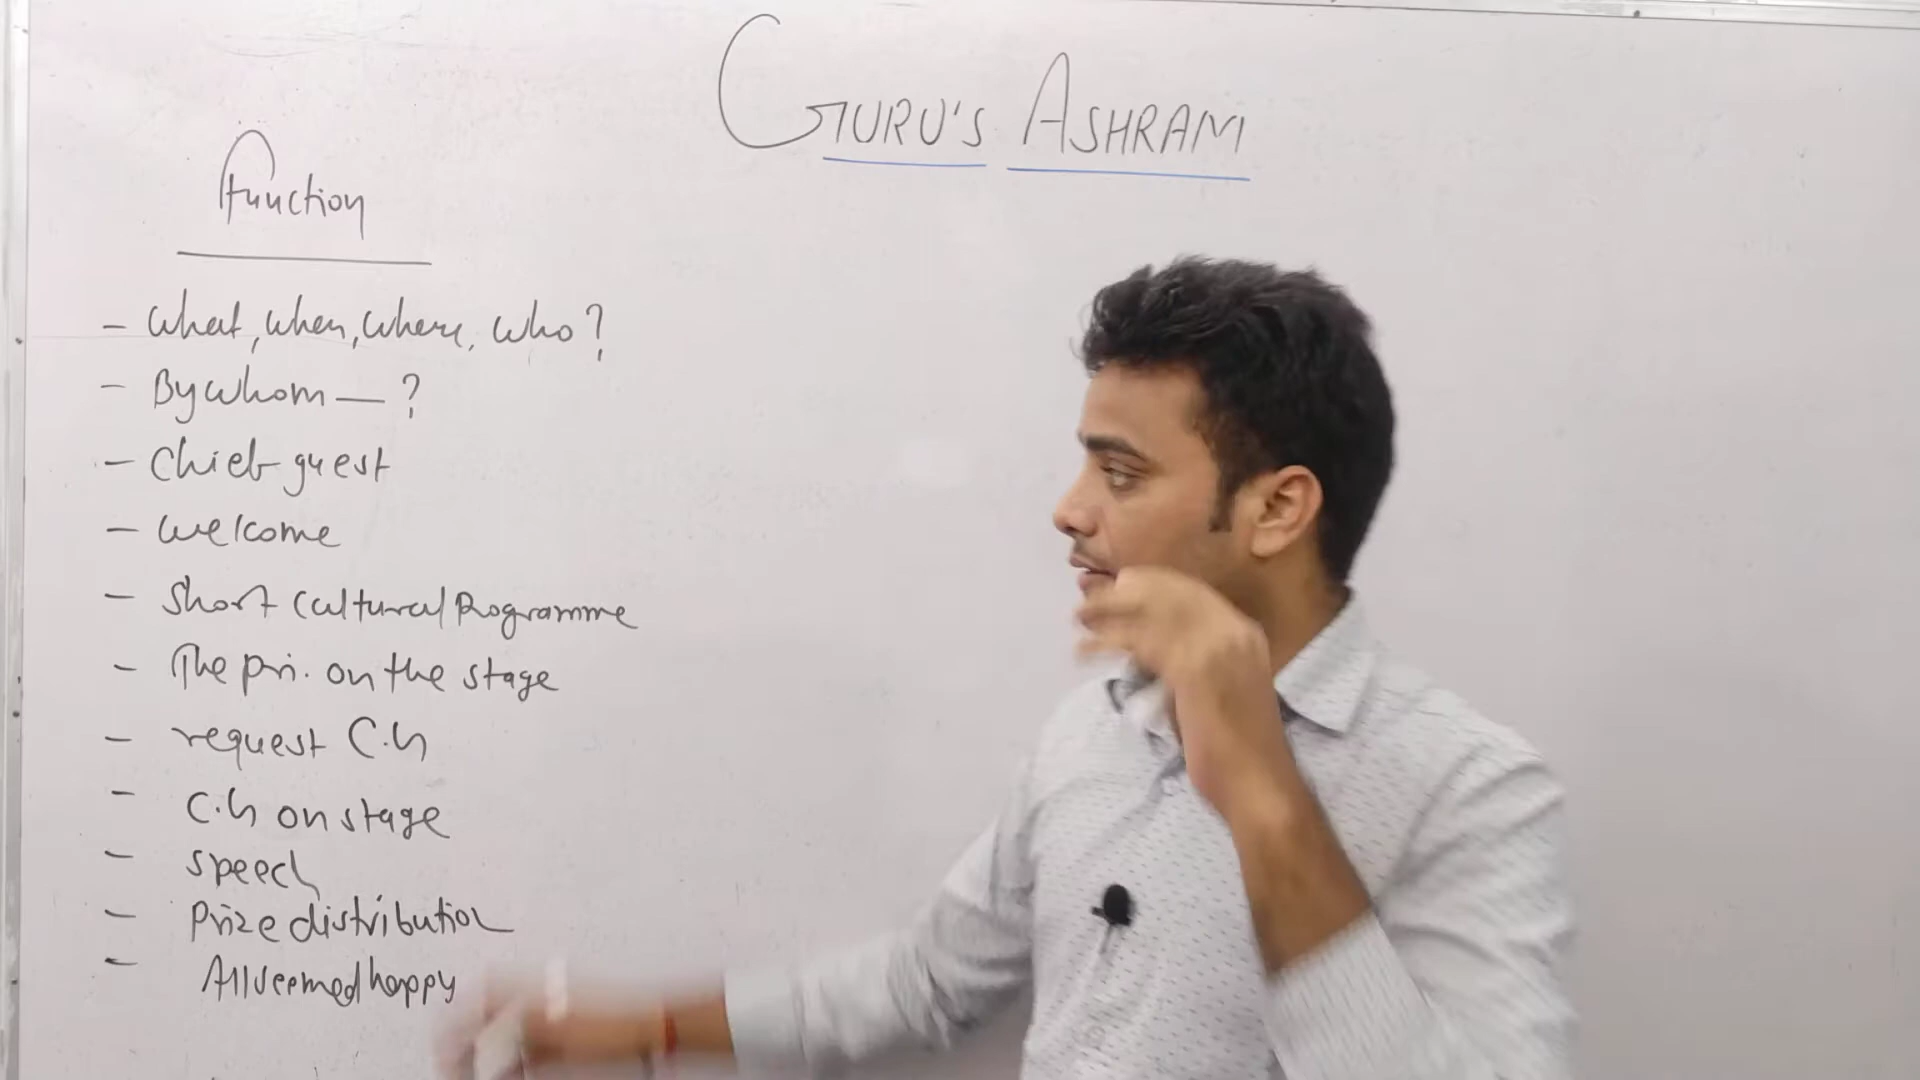 GURU'S ASHRAM
Function
- What, when, where, who?
- By whom — ?
- Chief guest
- welcome
- Short Cultural Programme
- The pri. on the stage
- request C.G
- C.G on stage
- speech
- Prize distribution
- All seemed happy